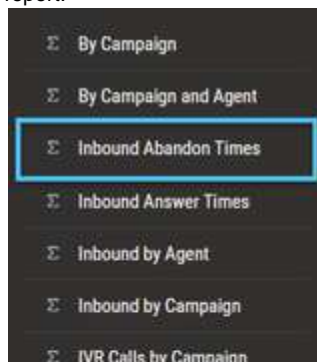 report.
Σ By Campaign
Σ By Campaign and Agent
Σ Inbound Abandon Times
Σ Inbound Answer Times
Σ Inbound by Agent
Σ Inbound by Campaign
Σ IVR Calls by Campaign